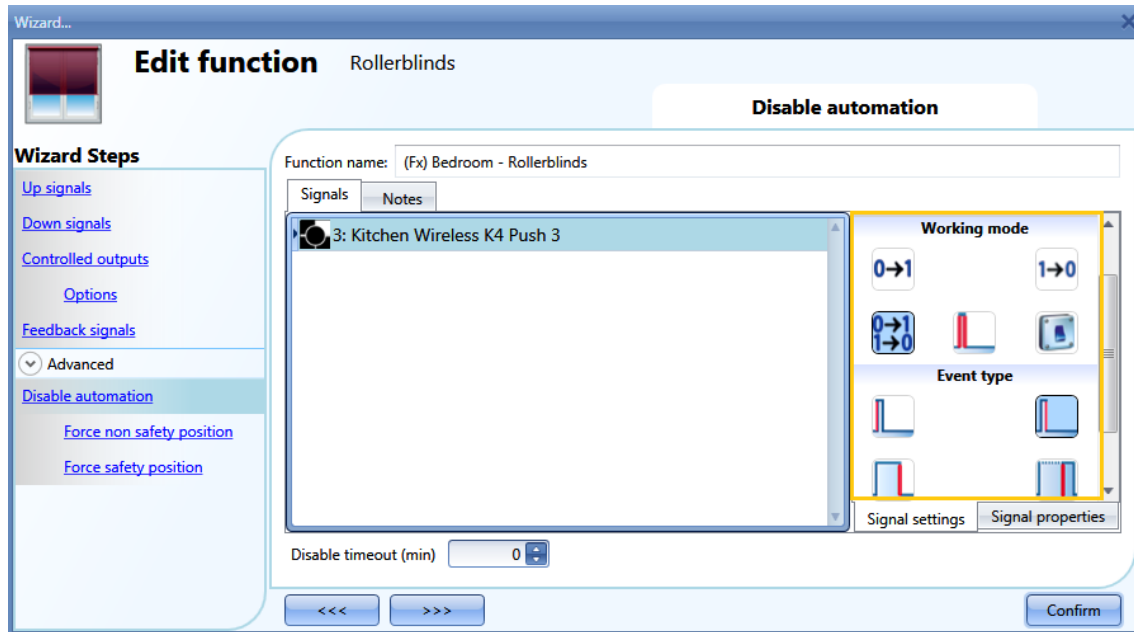 Wizard...
Edit function Rollerblinds
Disable automation
Wizard Steps
Up signals
Down signals
Controlled outputs
Options
Feedback signals
Advanced
Disable automation
Force non safety position
Force safety position
Function name: (Fx) Bedroom - Rollerblinds
Signals Notes
3: Kitchen Wireless K4 Push 3
Working mode
0→1 1→0
0→1
1→0
Event type
Signal settings Signal properties
Disable timeout (min) 0
<<< >>> Confirm